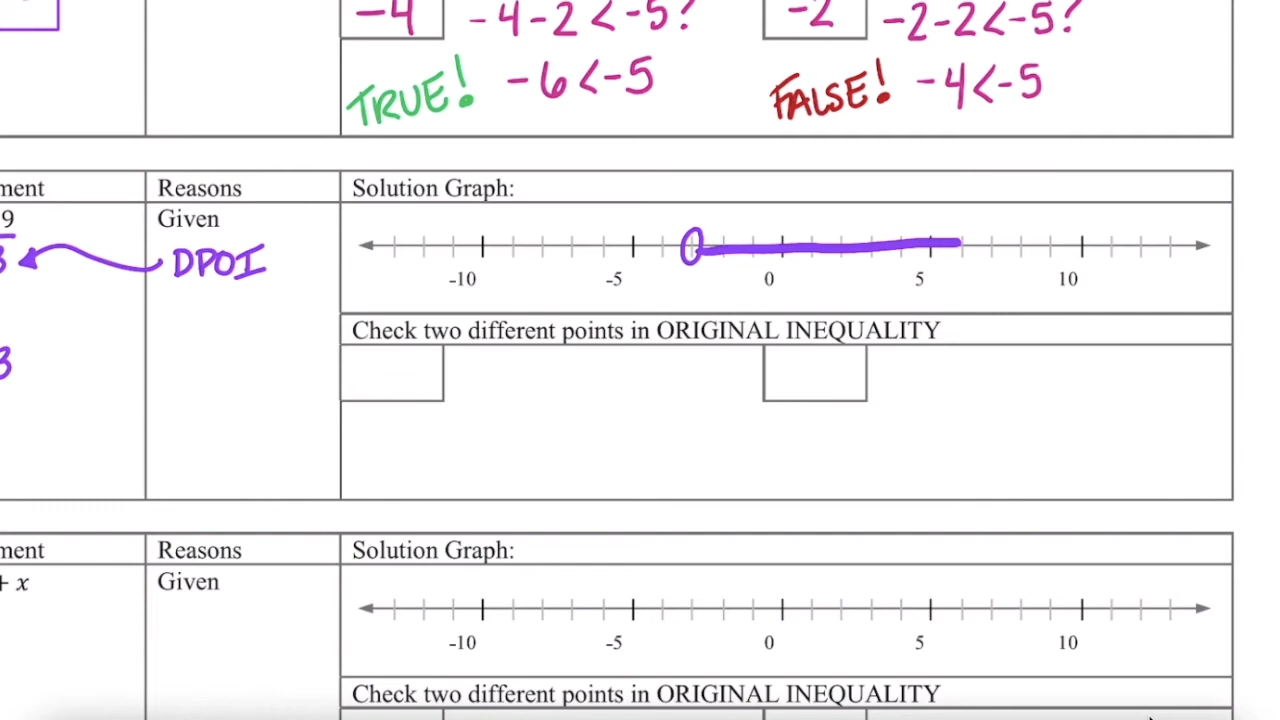 -4 -4-2<-5? -2 -2-2<-5?
TRUE! -6<-5 FALSE! -4<-5
ment Reasons Solution Graph:
9 Given
3 DPOI
-10 -5 0 5 10
Check two different points in ORIGINAL INEQUALITY
3
ment Reasons Solution Graph:
+ x Given
-10 -5 0 5 10
Check two different points in ORIGINAL INEQUALITY